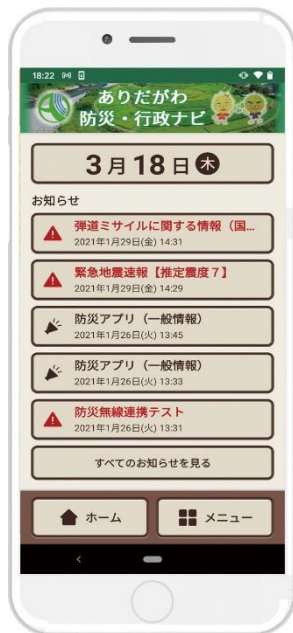 18:22
ありだがわ
防災・行政ナビ
3月18日木
お知らせ
弾道ミサイルに関する情報（国...
2021年1月29日(金) 14:31
緊急地震速報【推定震度７】
2021年1月29日(金) 14:29
防災アプリ（一般情報）
2021年1月26日(火) 13:45
防災アプリ（一般情報）
2021年1月26日(火) 13:33
防災無線連携テスト
2021年1月26日(火) 13:31
すべてのお知らせを見る
ホーム
メニュー